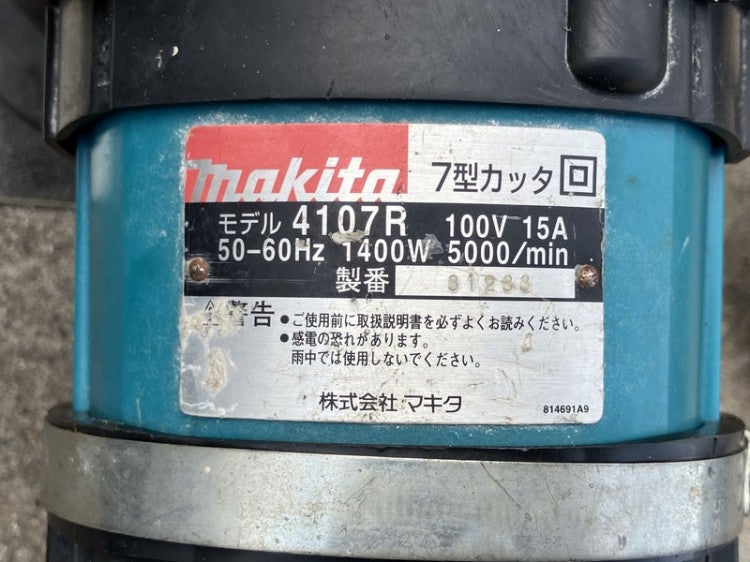 makita 7型カッタ
モデル 4107R 100V 15A
50-60Hz 1400W 5000/min
製番
警告 •ご使用前に取扱説明書を必ずよくお読みください。
•感電の恐れがあります。
雨中では使用しないでください。
株式会社 マキタ 814691A9